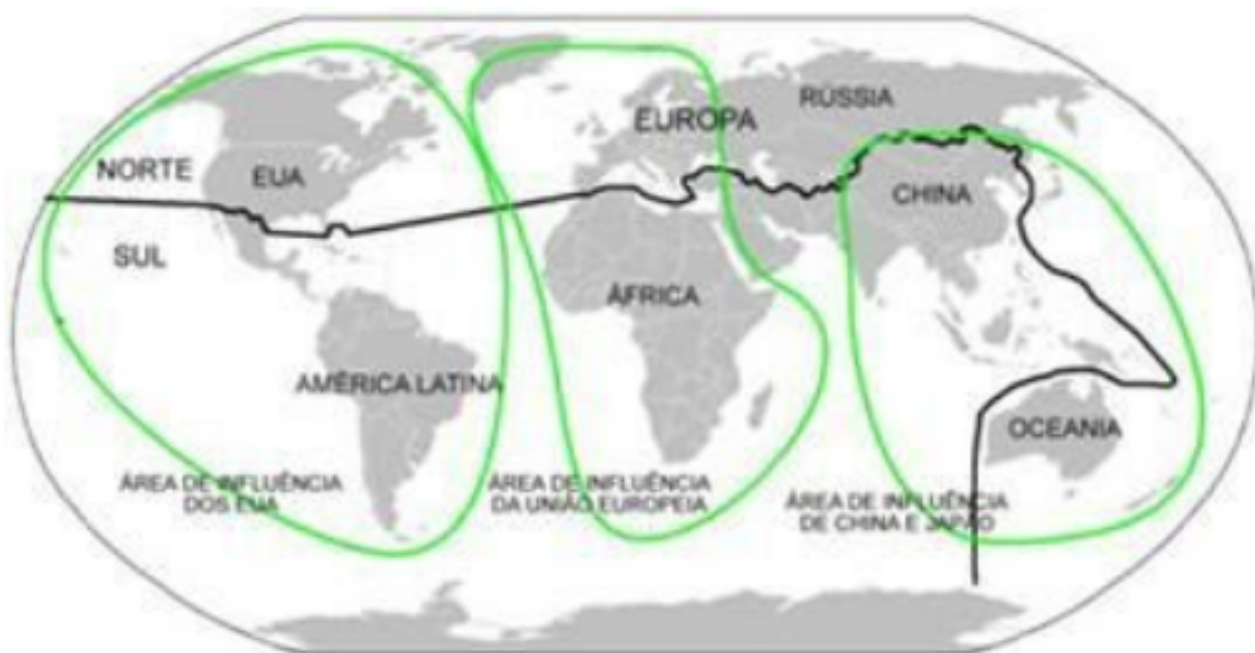 RÚSSIA
EUROPA
NORTE
EUA
CHINA
SUL
ÁFRICA
AMÉRICA LATINA
OCEANIA
ÁREA DE INFLUÊNCIA
DOS EUA
ÁREA DE INFLUÊNCIA
DA UNIÃO EUROPEIA
ÁREA DE INFLUÊNCIA
DE CHINA E JAPÃO